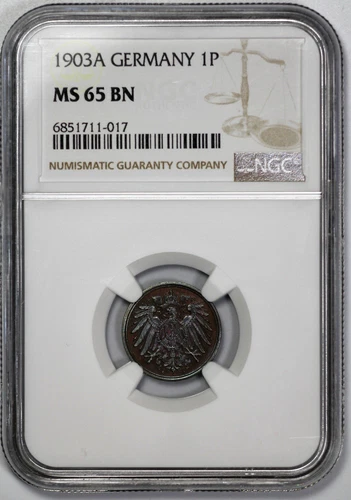 1903A GERMANY 1P
MS 65 BN
6851711-017
NUMISMATIC GUARANTY COMPANY
NGC